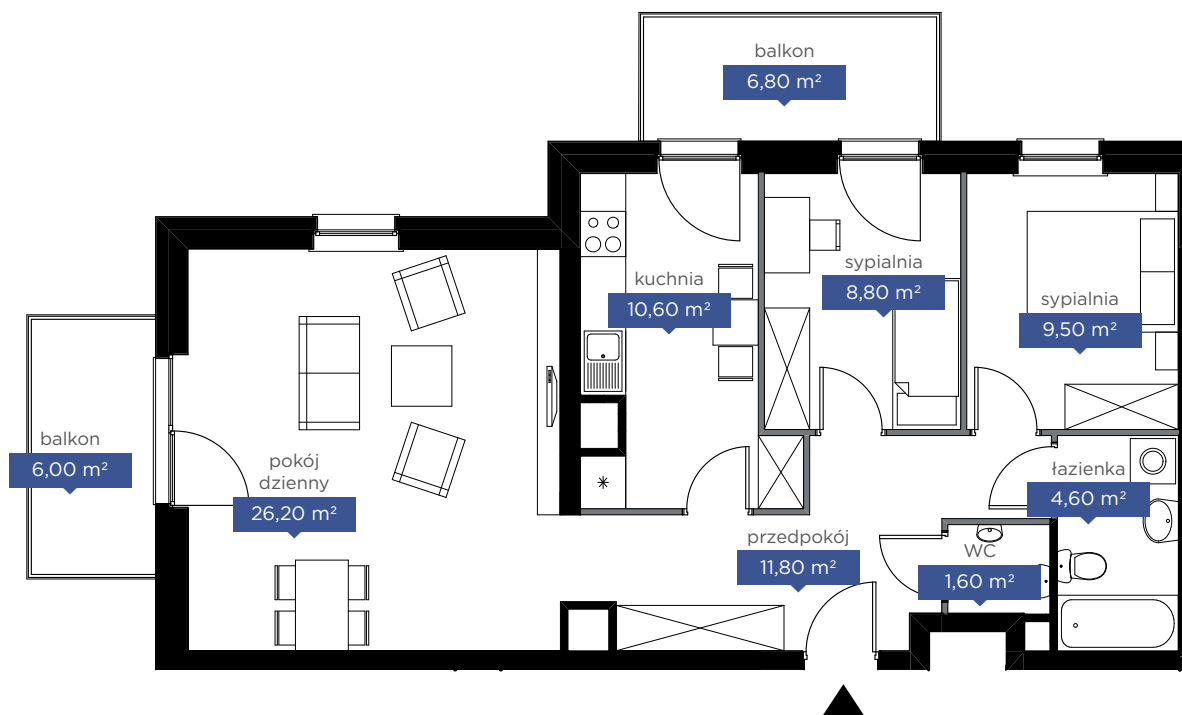 balkon
6,80 m²
kuchnia
10,60 m²
sypialnia
8,80 m²
sypialnia
9,50 m²
balkon
6,00 m²
pokój
dzienny
26,20 m²
łazienka
4,60 m²
przedpokój
11,80 m²
WC
1,60 m²